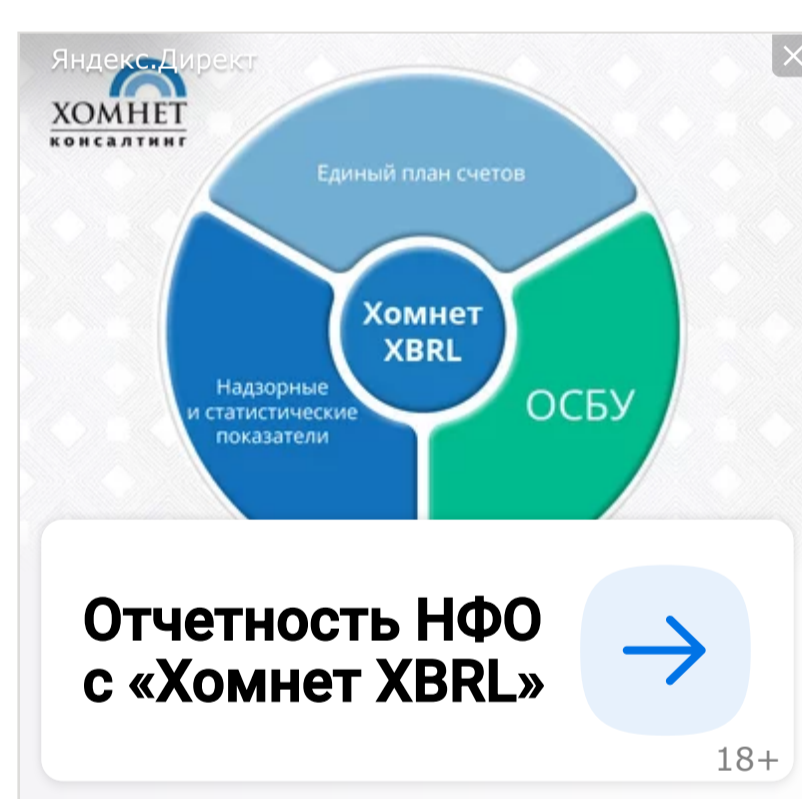 Яндекс.Директ
ХОМНЕТ
консалтинг
Единый план счетов
Хомнет
XBRL
Надзорные
и статистические
показатели
ОСБУ
Отчетность НФО
с «Хомнет XBRL»
18+